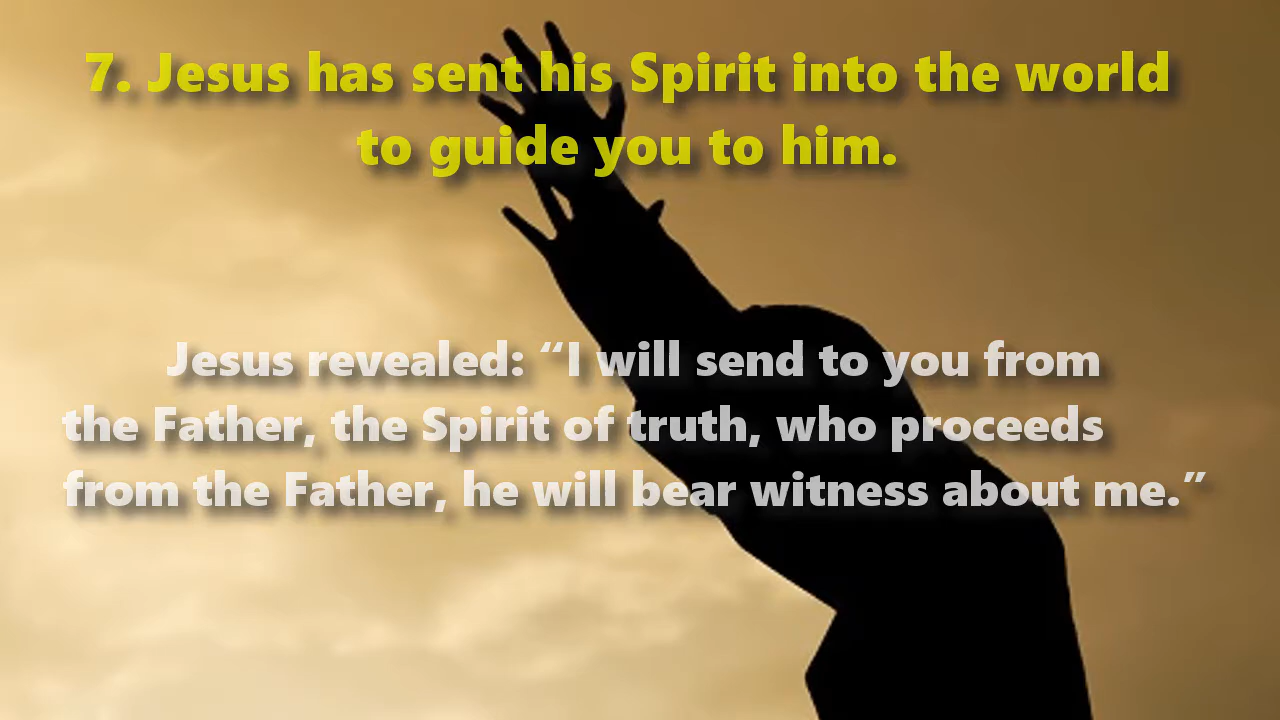 7. Jesus has sent his Spirit into the world
to guide you to him.
Jesus revealed: “I will send to you from
the Father, the Spirit of truth, who proceeds
from the Father, he will bear witness about me.”